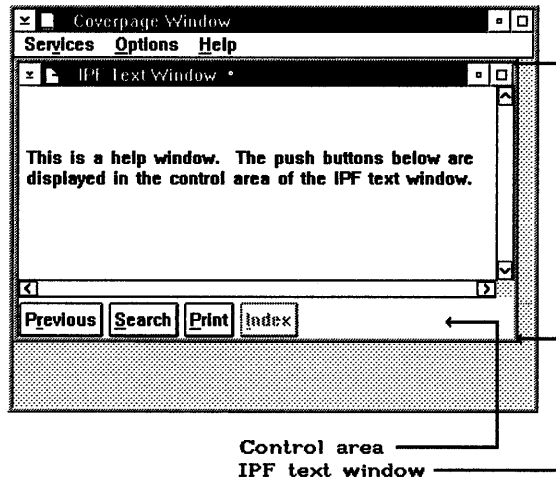 Coverpage Window
Services Options Help
IPF Text Window
This is a help window. The push buttons below are
displayed in the control area of the IPF text window.
Previous Search Print Index
Control area
IPF text window